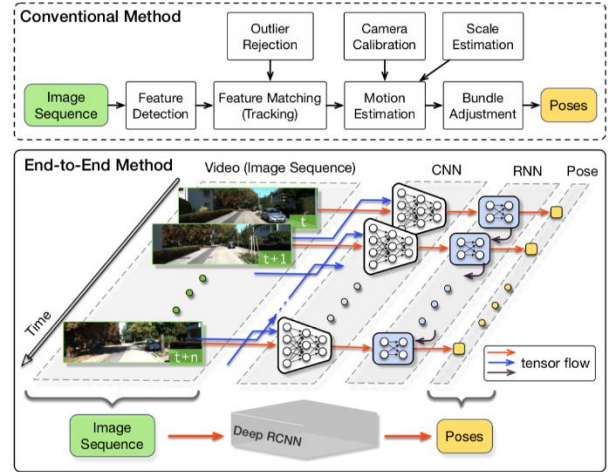 Conventional Method
Outlier
Rejection
Camera
Calibration
Scale
Estimation
Image
Sequence
Feature
Detection
Feature Matching
(Tracking)
Motion
Estimation
Bundle
Adjustment
Poses
End-to-End Method
Video (Image Sequence)
CNN
RNN
Pose
t
t+1
t+n
Time
tensor flow
Image
Sequence
Deep RCNN
Poses